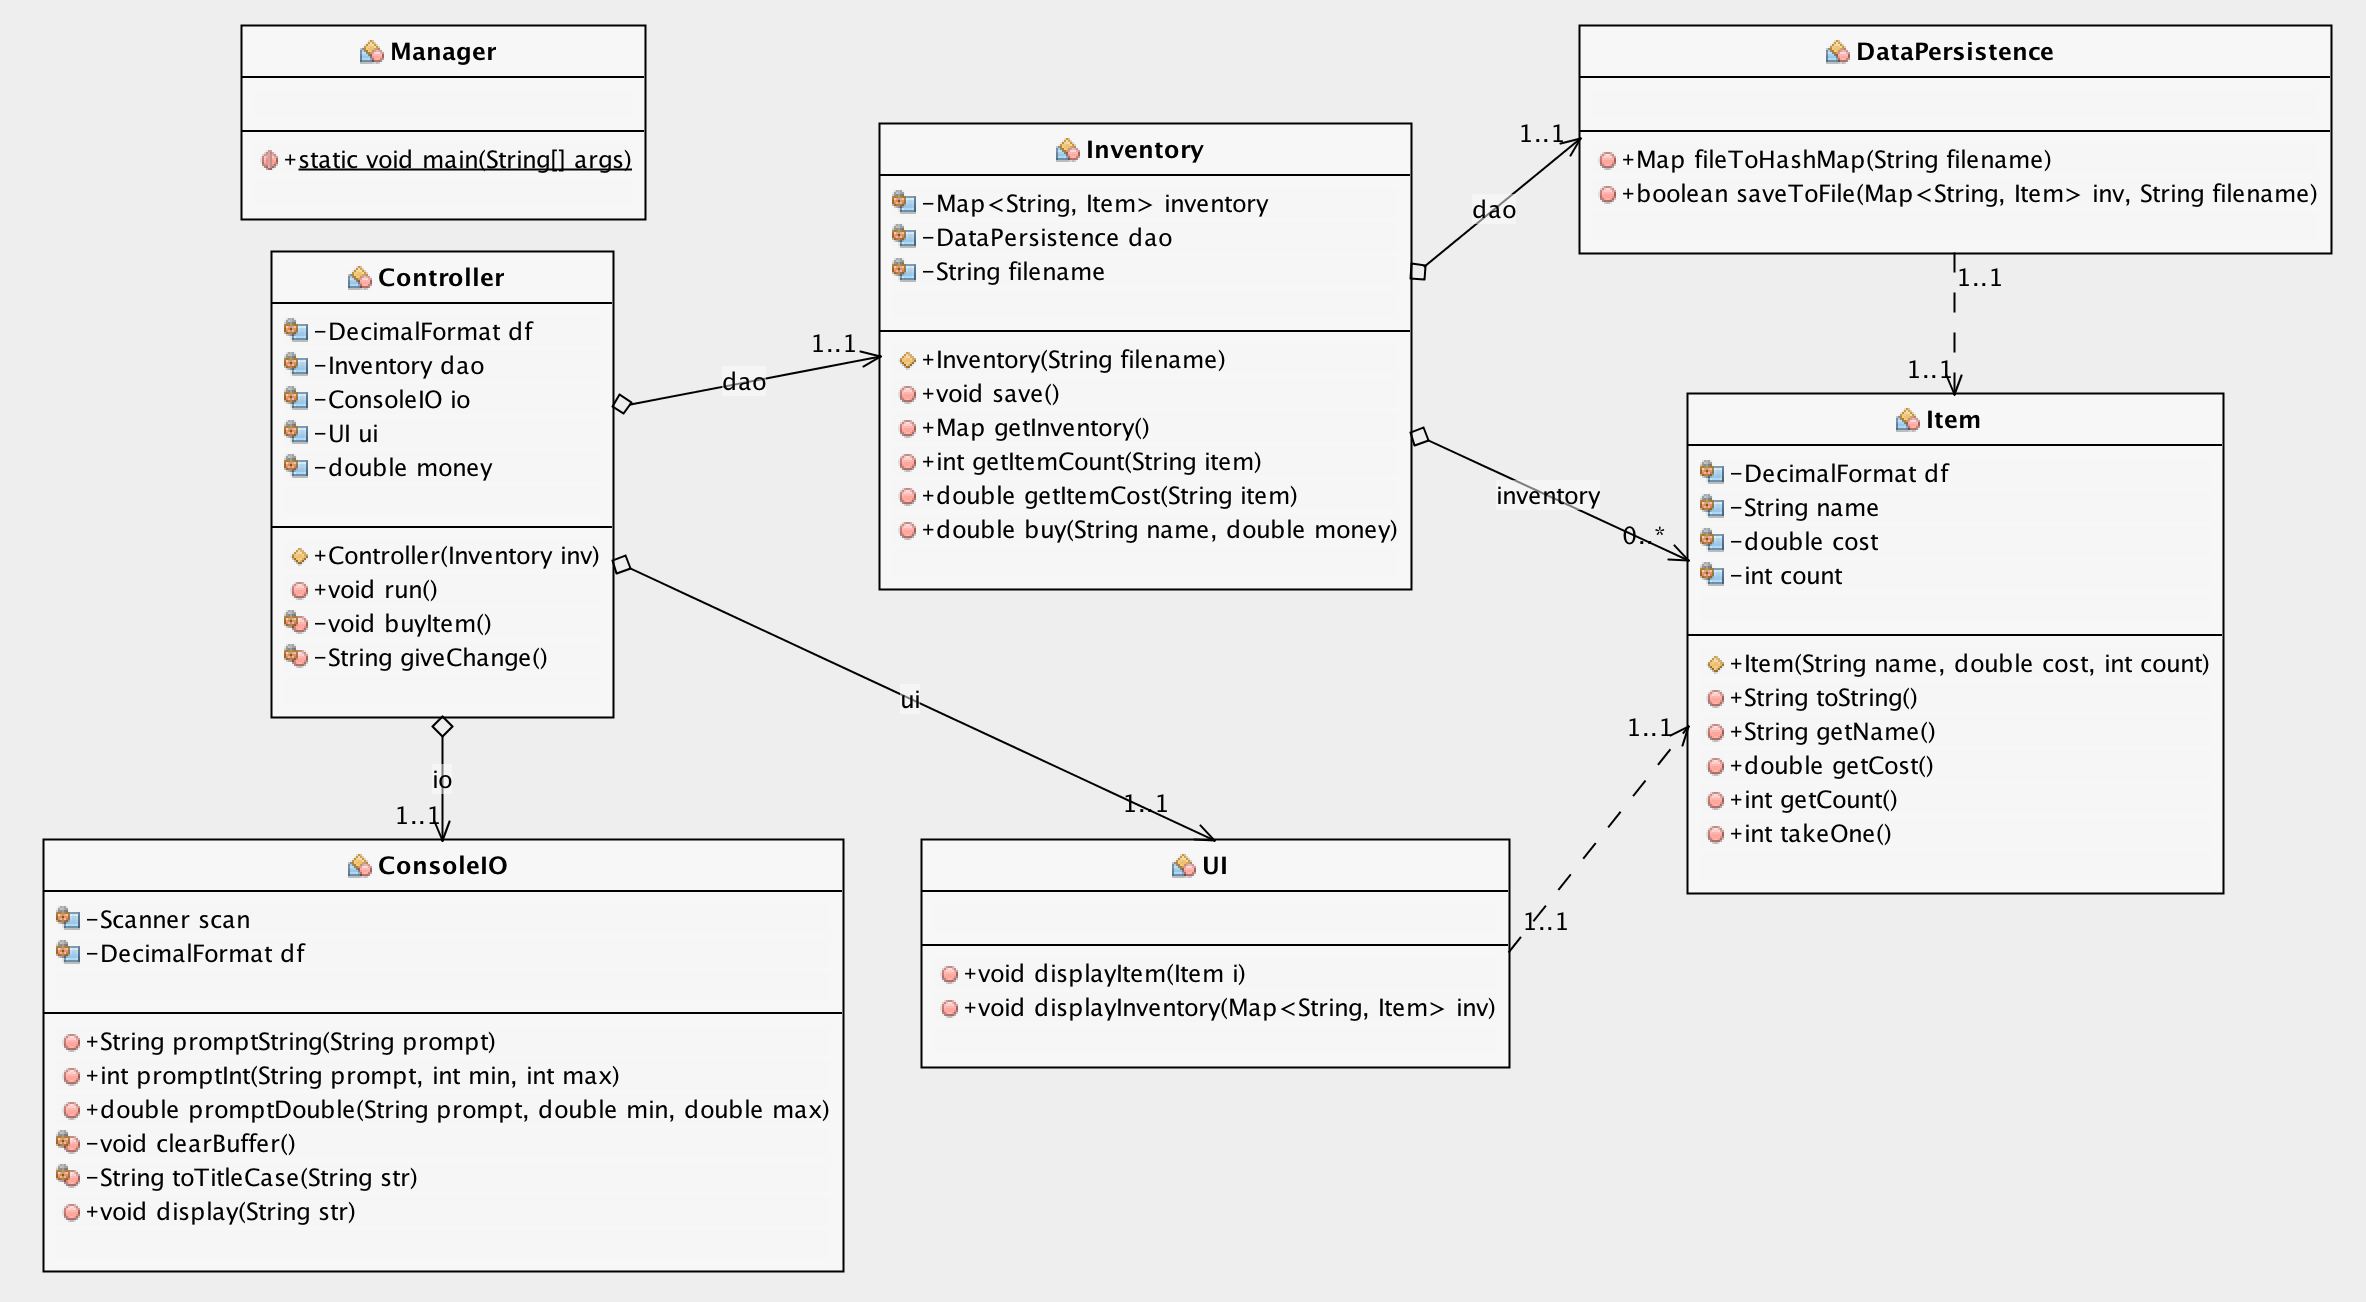 Manager
+static void main(String[] args)
Controller
-DecimalFormat df
-Inventory dao
-ConsoleIO io
-UI ui
-double money
+Controller(Inventory inv)
+void run()
-void buyItem()
-String giveChange()
dao
1..1
ui
1..1
io
1..1
Inventory
-Map<String, Item> inventory
-DataPersistence dao
-String filename
+Inventory(String filename)
+void save()
+Map getInventory()
+int getItemCount(String item)
+double getItemCost(String item)
+double buy(String name, double money)
dao
1..1
inventory
0..*
DataPersistence
+Map fileToHashMap(String filename)
+boolean saveToFile(Map<String, Item> inv, String filename)
1..1
1..1
Item
-DecimalFormat df
-String name
-double cost
-int count
+Item(String name, double cost, int count)
+String toString()
+String getName()
+double getCost()
+int getCount()
+int takeOne()
1..1
1..1
ConsoleIO
-Scanner scan
-DecimalFormat df
+String promptString(String prompt)
+int promptInt(String prompt, int min, int max)
+double promptDouble(String prompt, double min, double max)
-void clearBuffer()
-String toTitleCase(String str)
+void display(String str)
UI
+void displayItem(Item i)
+void displayInventory(Map<String, Item> inv)